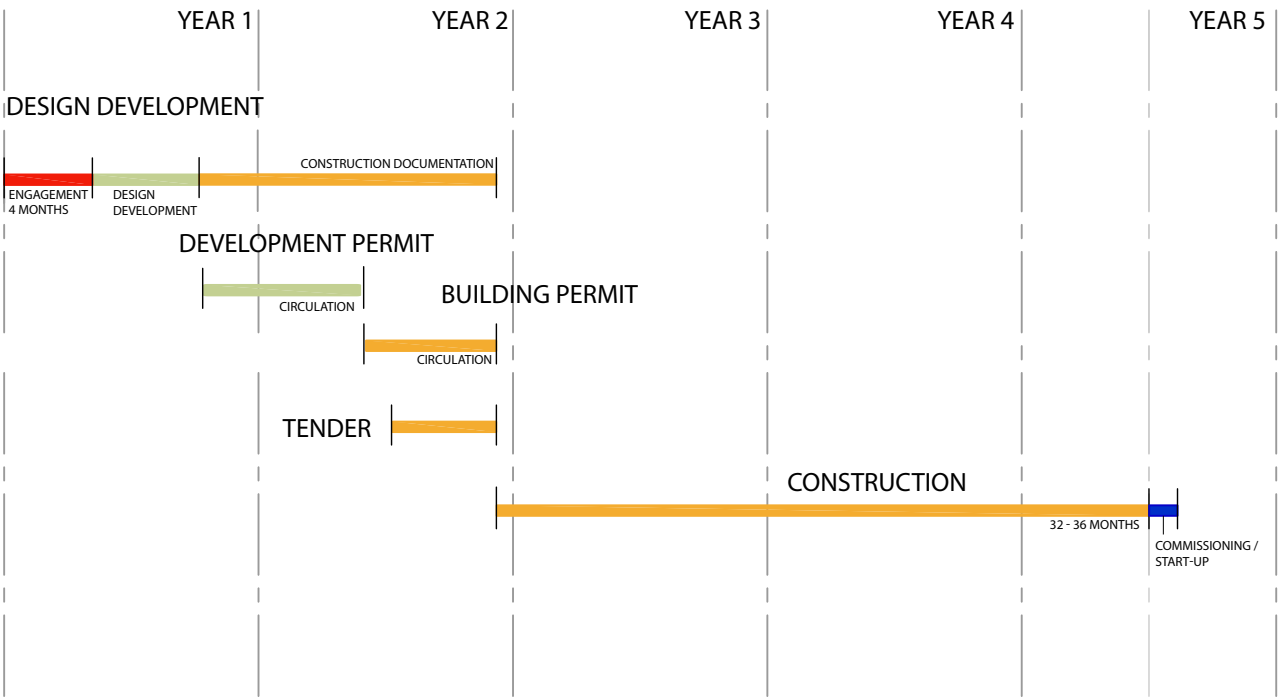 YEAR 1
YEAR 2
YEAR 3
YEAR 4
YEAR 5
DESIGN DEVELOPMENT
CONSTRUCTION DOCUMENTATION
ENGAGEMENT
4 MONTHS
DESIGN
DEVELOPMENT
DEVELOPMENT PERMIT
CIRCULATION
BUILDING PERMIT
CIRCULATION
TENDER
CONSTRUCTION
32 - 36 MONTHS
COMMISSIONING /
START-UP